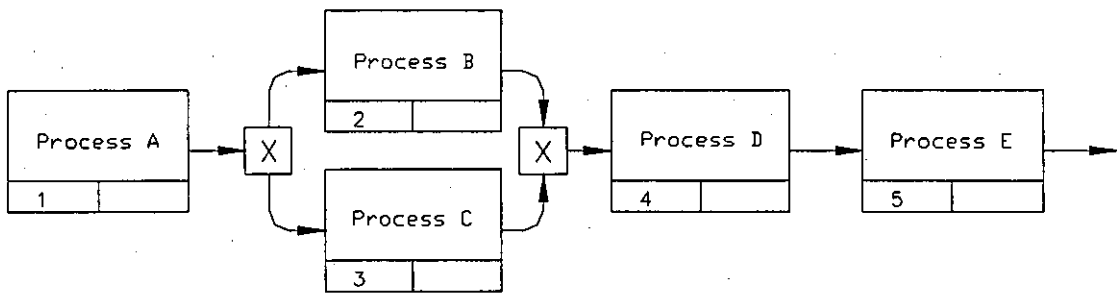 Process A
1
X
Process B
2
Process C
3
X
Process D
4
Process E
5